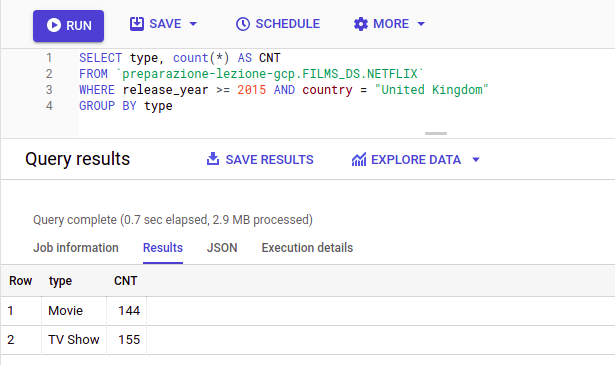 RUN SAVE SCHEDULE MORE
1 SELECT type, count(*) AS CNT
2 FROM `preparazione-lezione-gcp.FILMS_DS.NETFLIX`
3 WHERE release_year >= 2015 AND country = "United Kingdom"
4 GROUP BY type
Query results SAVE RESULTS EXPLORE DATA
Query complete (0.7 sec elapsed, 2.9 MB processed)
Job information Results JSON Execution details
Row type CNT
1 Movie 144
2 TV Show 155